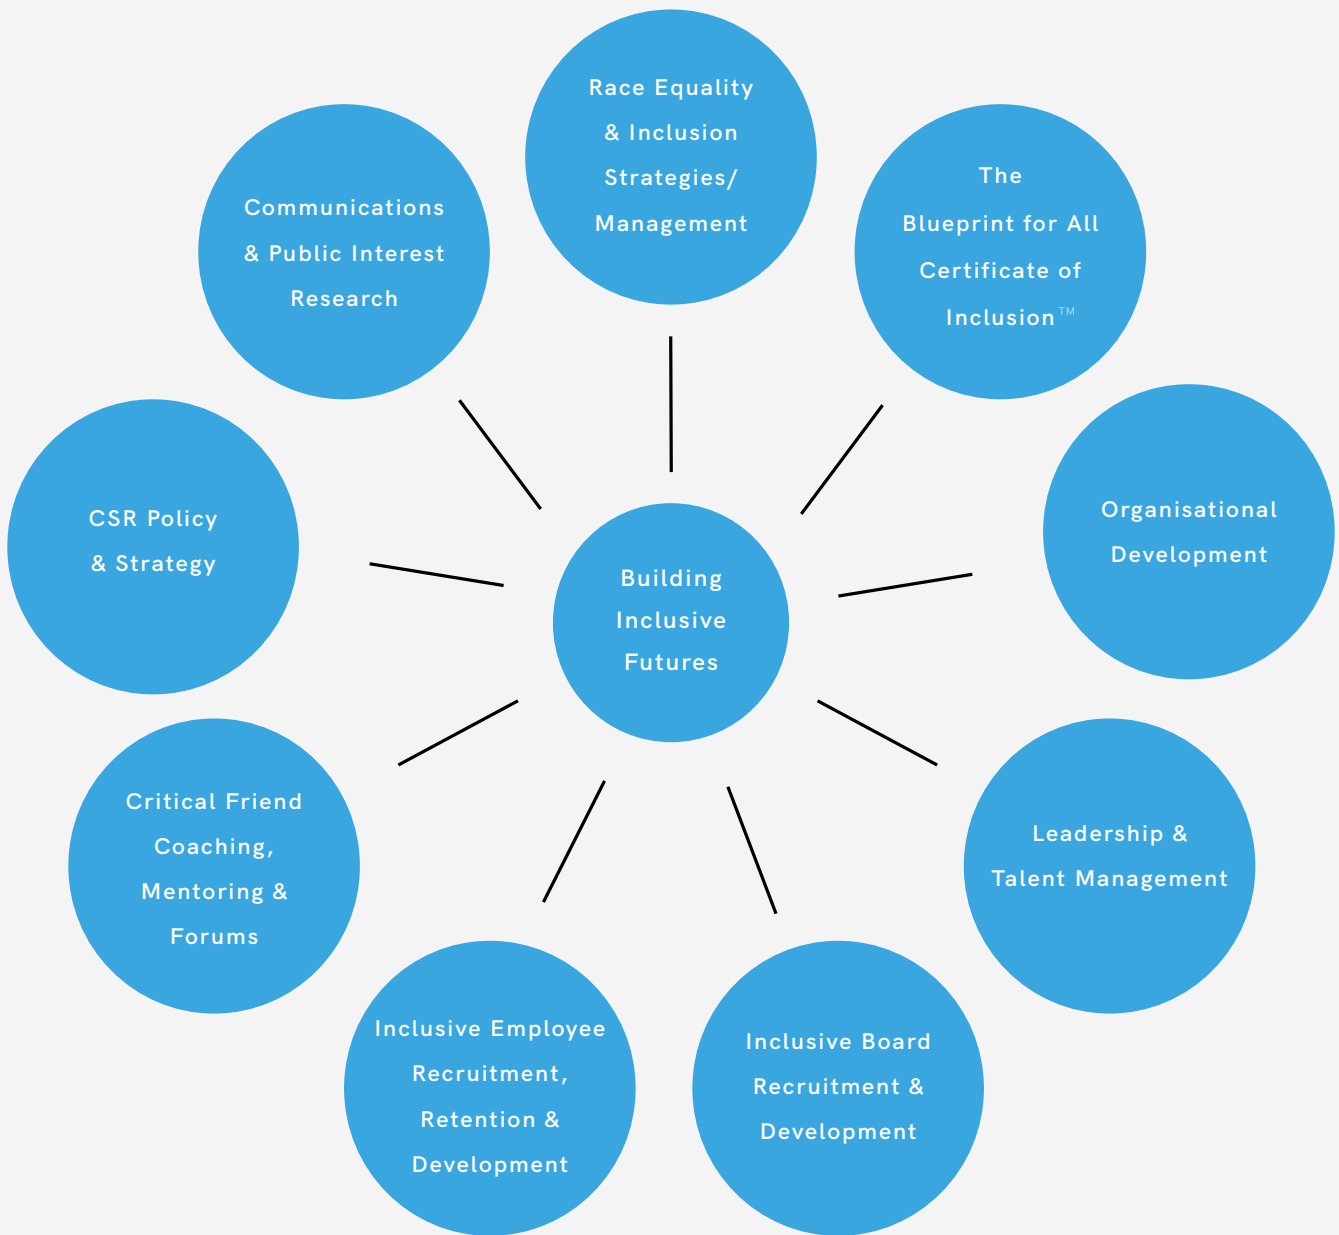 Race Equality
& Inclusion
Strategies/
Management
The
Blueprint for All
Certificate of
Inclusion™
Organisational
Development
Leadership &
Talent Management
Inclusive Board
Recruitment &
Development
Inclusive Employee
Recruitment,
Retention &
Development
Critical Friend
Coaching,
Mentoring &
Forums
CSR Policy
& Strategy
Communications
& Public Interest
Research
Building
Inclusive
Futures